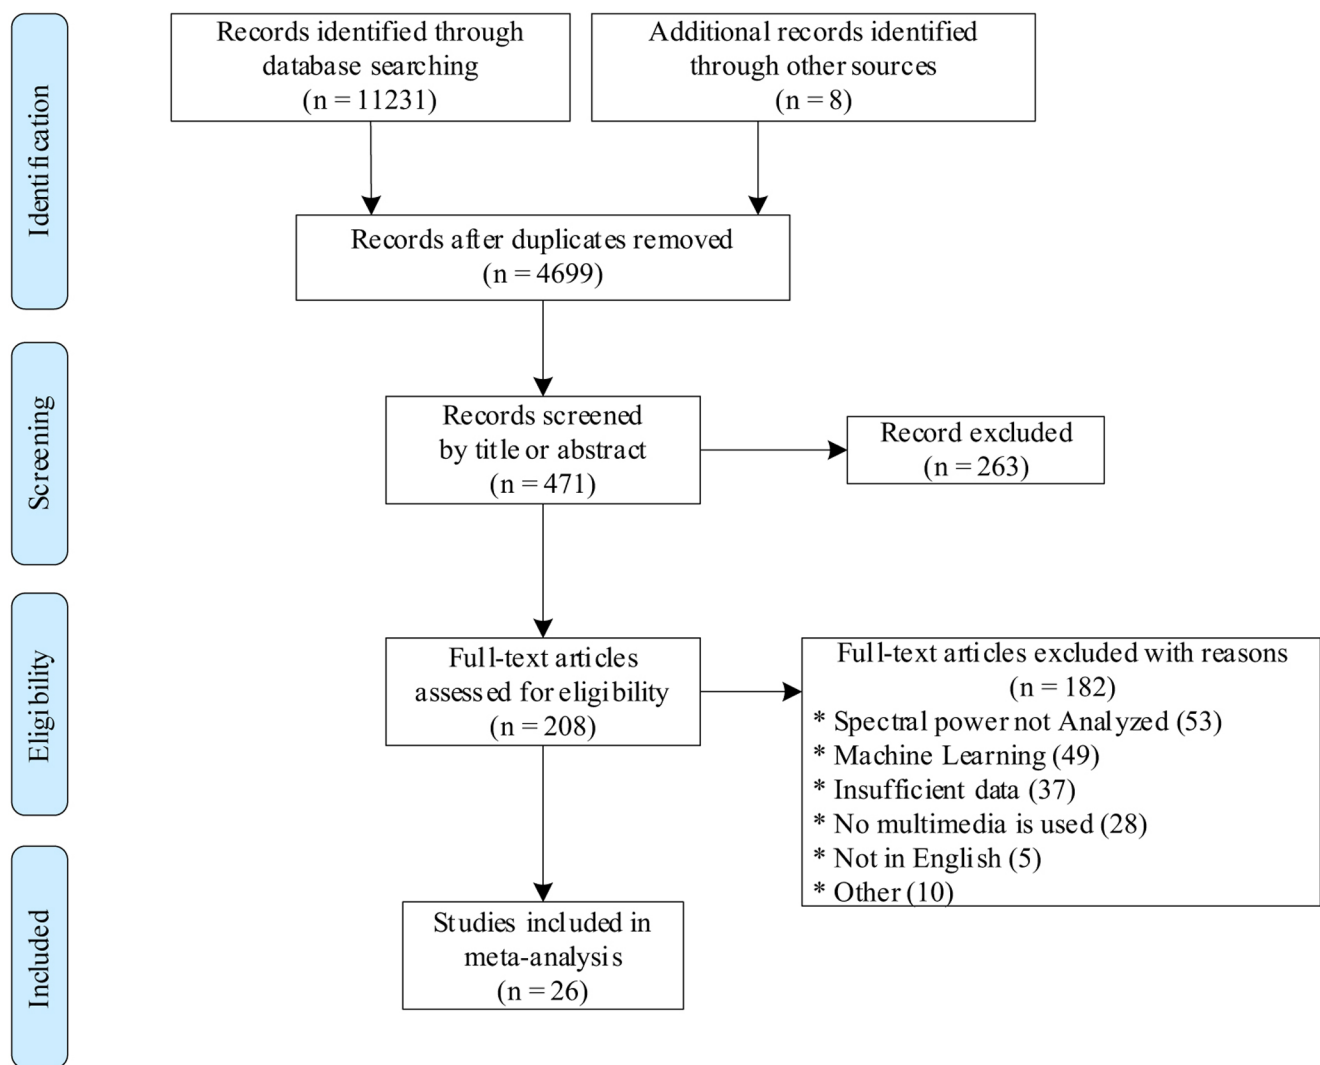 Identification
Records identified through
database searching
(n = 11231)
Additional records identified
through other sources
(n = 8)
Records after duplicates removed
(n = 4699)
Screening
Records screened
by title or abstract
(n = 471)
Record excluded
(n = 263)
Eligibility
Full-text articles
assessed for eligibility
(n = 208)
Full-text articles excluded with reasons
(n = 182)
* Spectral power not Analyzed (53)
* Machine Learning (49)
* Insufficient data (37)
* No multimedia is used (28)
* Not in English (5)
* Other (10)
Included
Studies included in
meta-analysis
(n = 26)